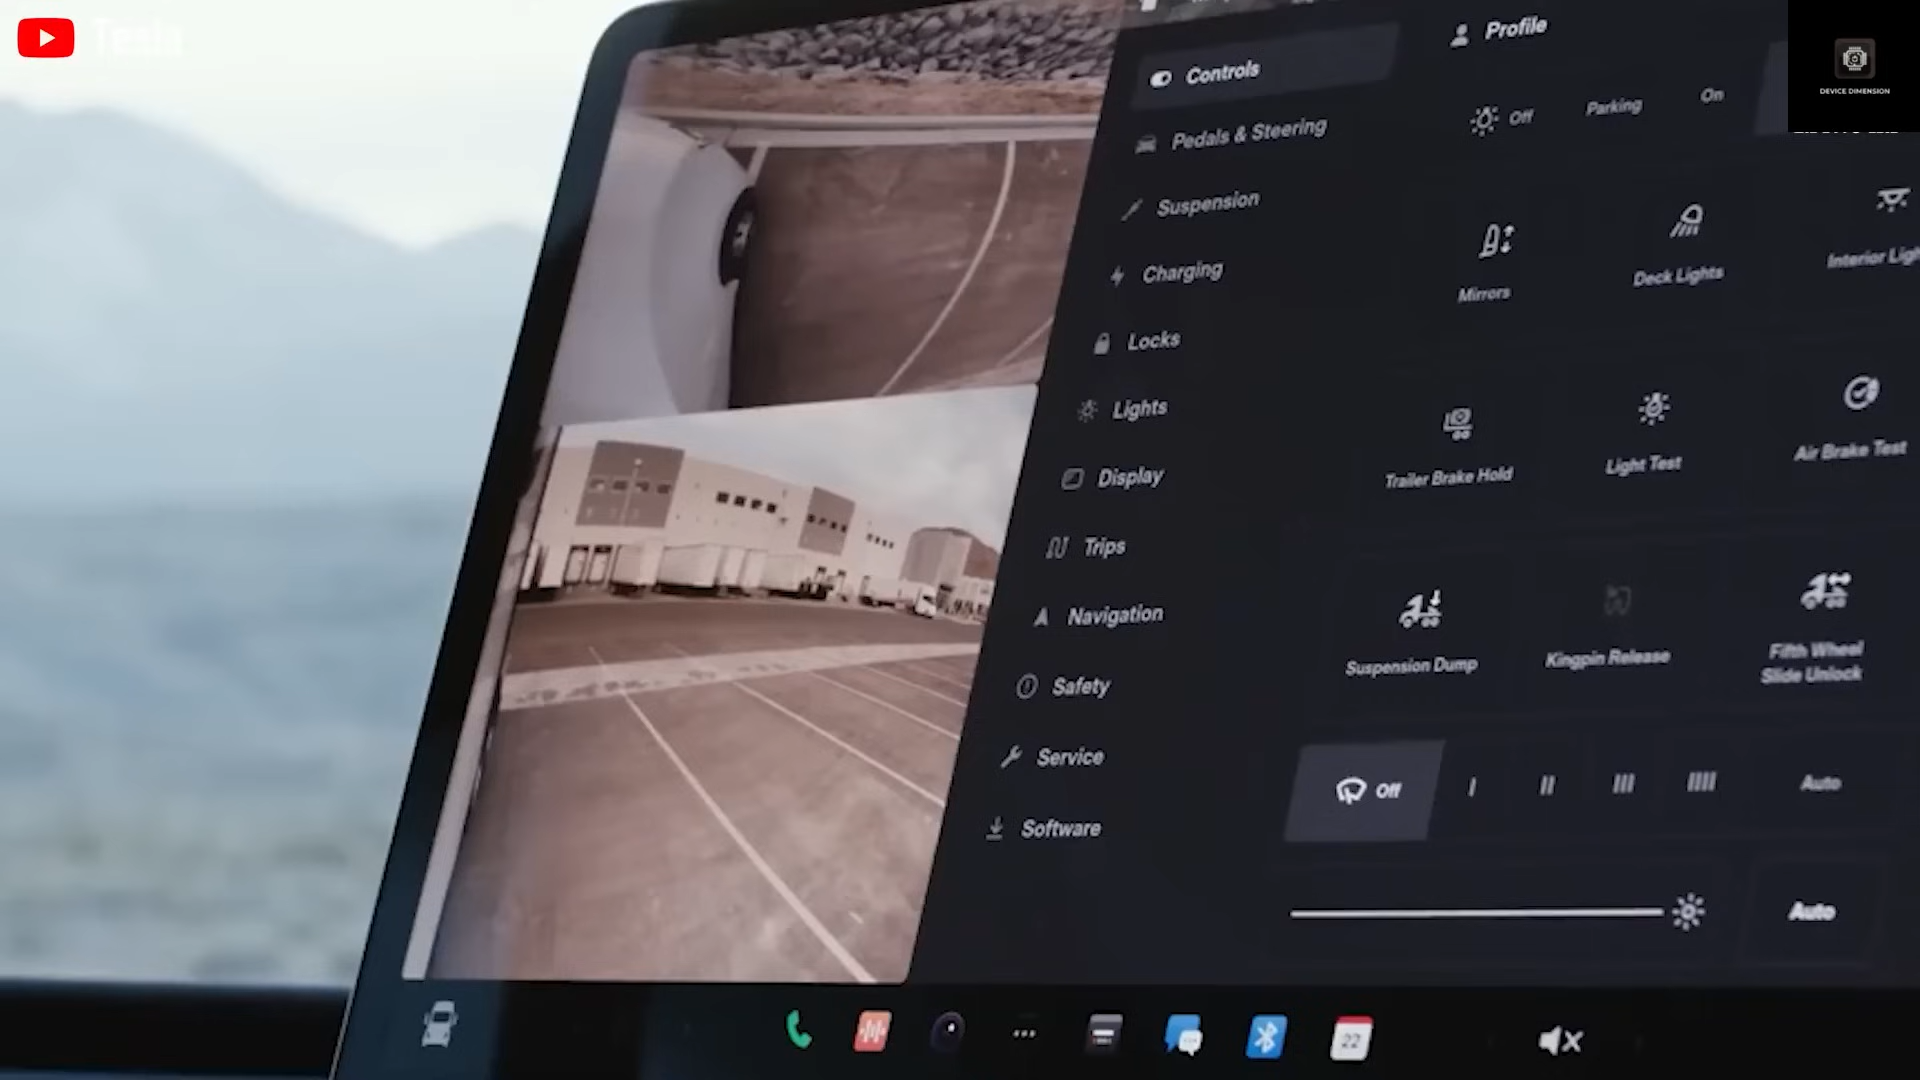 Tesla
DEVICE DIMENSION
Profile
Controls
Off
Parking
On
Pedals & Steering
Suspension
Charging
Locks
Lights
Display
Trips
Navigation
Safety
Service
Software
Mirrors
Deck Lights
Interior Ligh
Trailer Brake Hold
Light Test
Air Brake Test
Suspension Dump
Kingpin Release
Fifth Wheel
Slide Unlock
Off
I
II
III
IIII
Auto
Auto
22